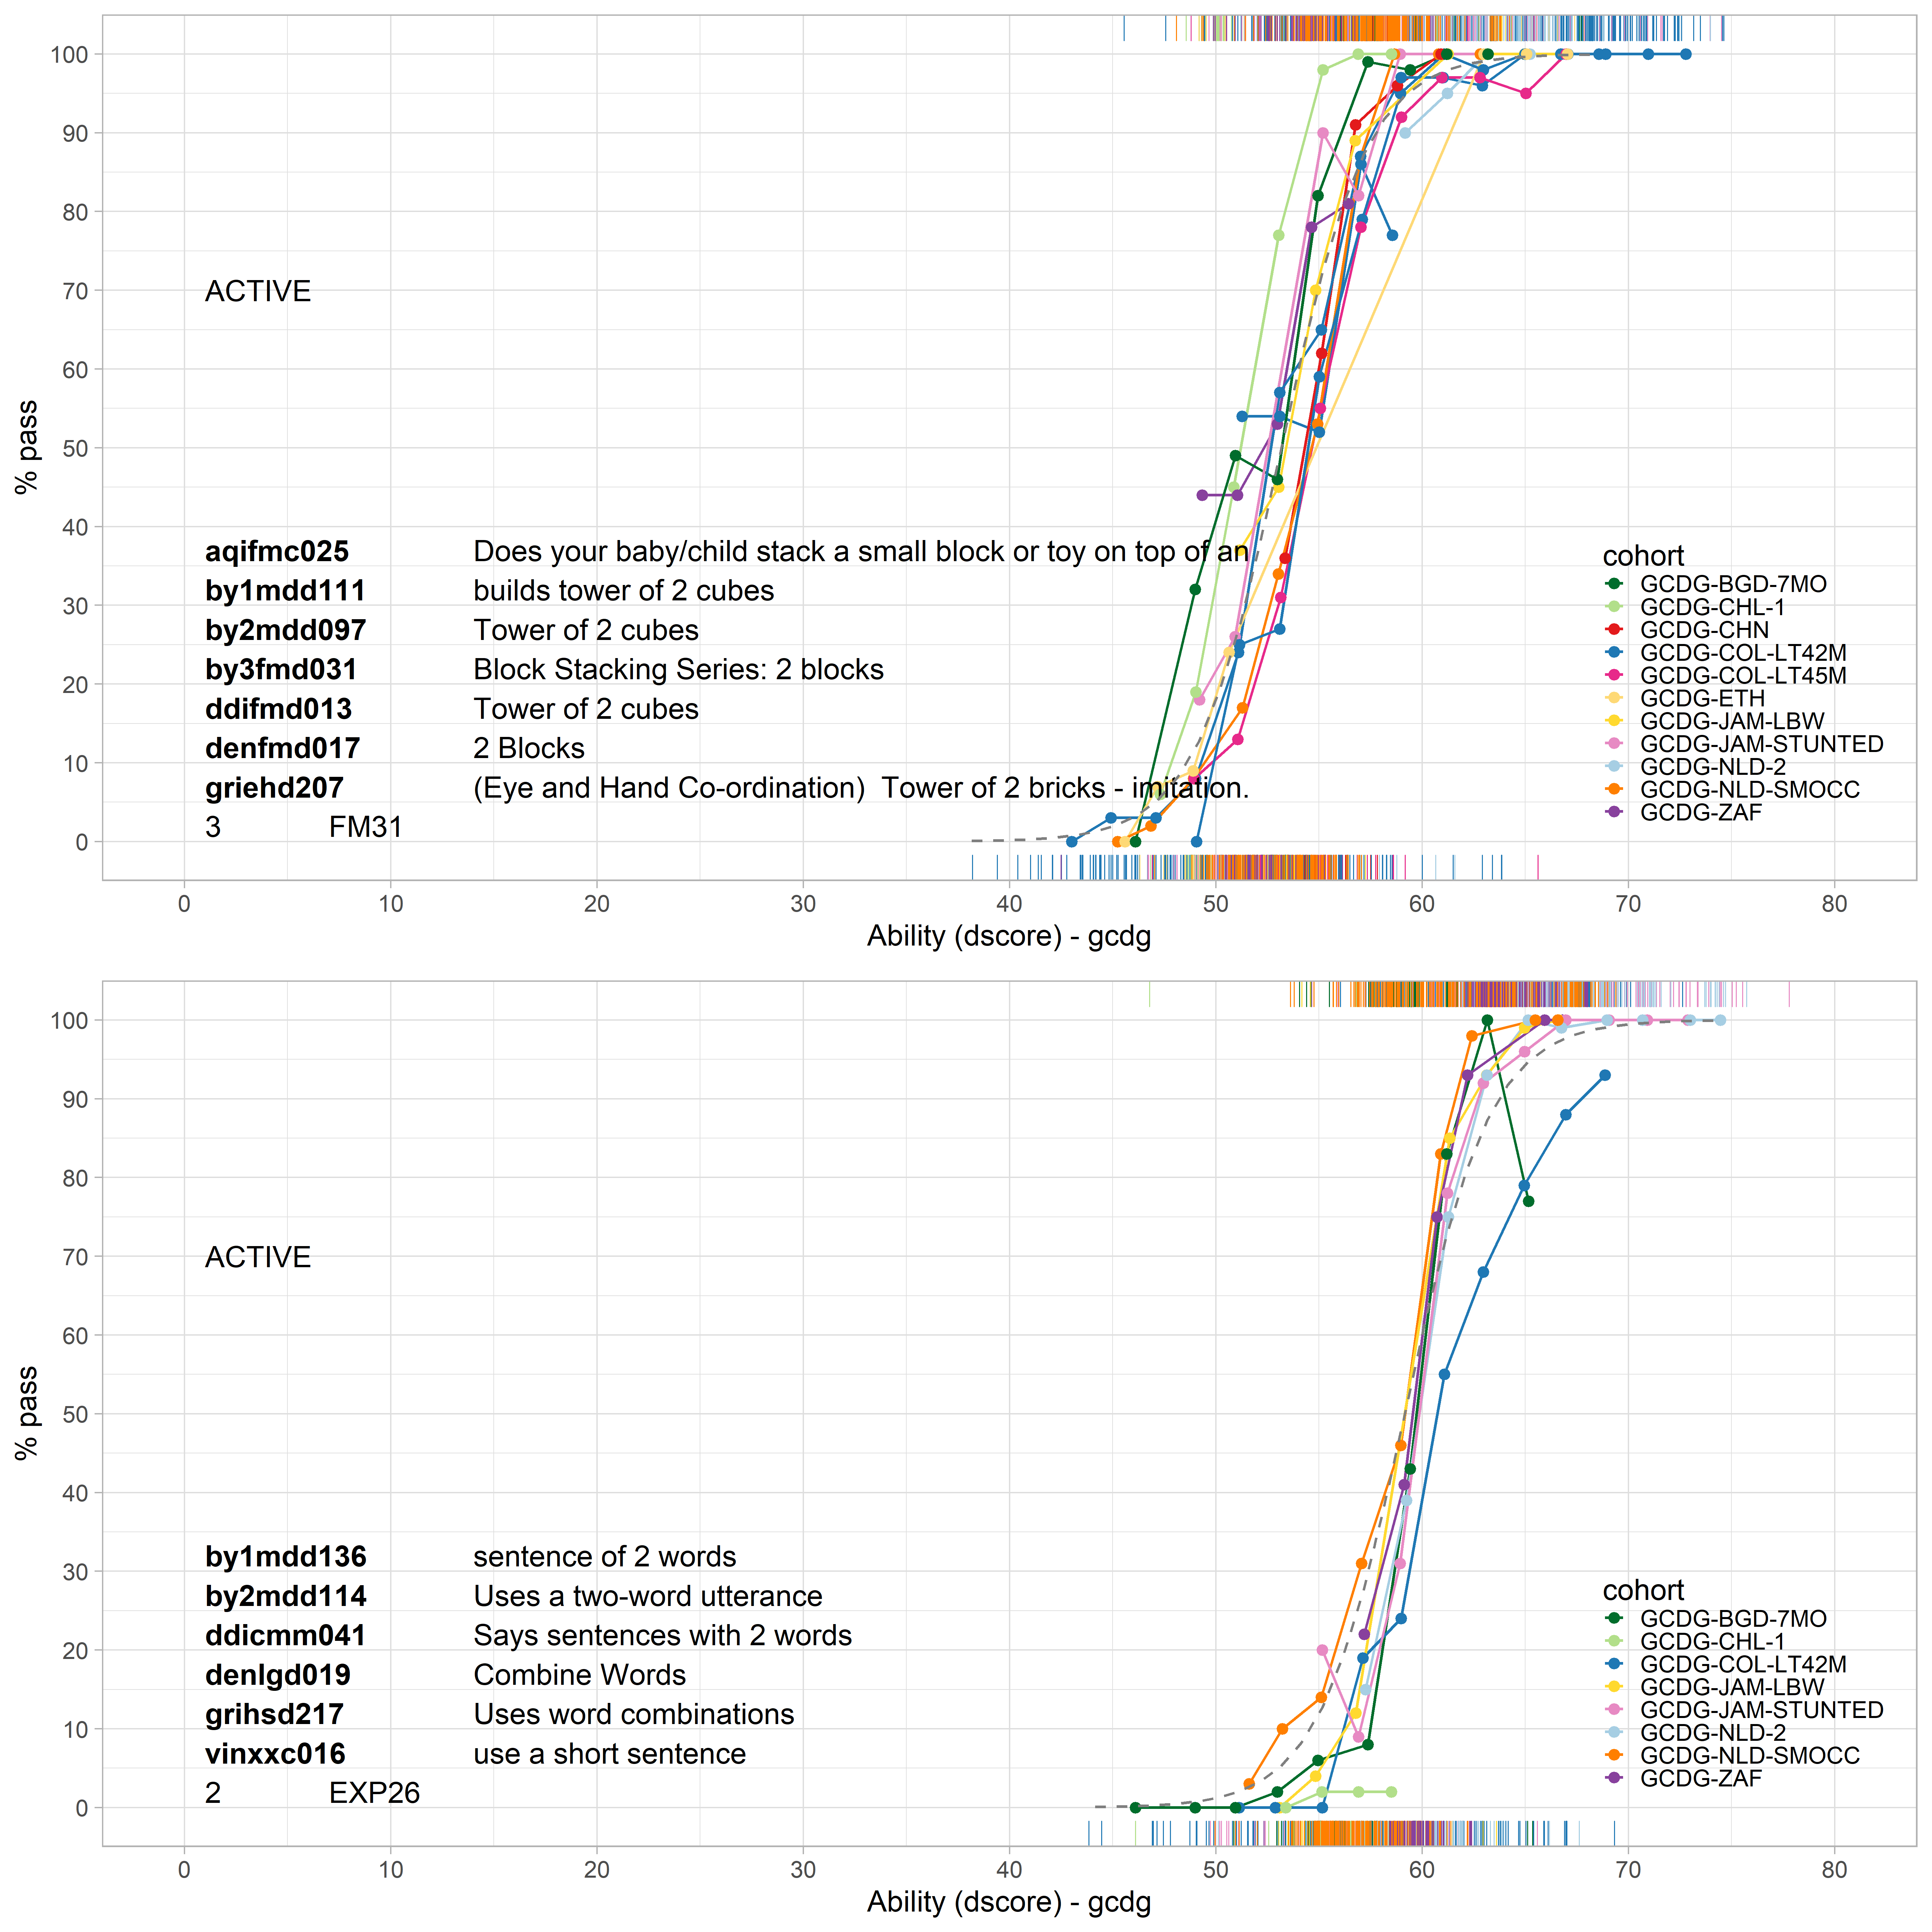 100
90
80
70
60
50
40
30
20
10
0
% pass
ACTIVE
aqifmc025 Does your baby/child stack a small block or toy on top of an
by1mdd111 builds tower of 2 cubes
by2mdd097 Tower of 2 cubes
by3fmd031 Block Stacking Series: 2 blocks
ddifmd013 Tower of 2 cubes
denfmd017 2 Blocks
griehd207 (Eye and Hand Co-ordination) Tower of 2 bricks - imitation.
3 FM31
cohort
GCDG-BGD-7MO
GCDG-CHL-1
GCDG-CHN
GCDG-COL-LT42M
GCDG-COL-LT45M
GCDG-ETH
GCDG-JAM-LBW
GCDG-JAM-STUNTED
GCDG-NLD-2
GCDG-NLD-SMOCC
GCDG-ZAF
0 10 20 30 40 50 60 70 80
Ability (dscore) - gcdg
100
90
80
70
60
50
40
30
20
10
0
% pass
ACTIVE
by1mdd136 sentence of 2 words
by2mdd114 Uses a two-word utterance
ddicmm041 Says sentences with 2 words
denlgd019 Combine Words
grihsd217 Uses word combinations
vinxxc016 use a short sentence
2 EXP26
cohort
GCDG-BGD-7MO
GCDG-CHL-1
GCDG-COL-LT42M
GCDG-JAM-LBW
GCDG-JAM-STUNTED
GCDG-NLD-2
GCDG-NLD-SMOCC
GCDG-ZAF
0 10 20 30 40 50 60 70 80
Ability (dscore) - gcdg